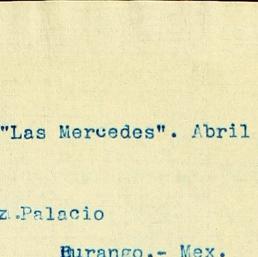 "Las Mercedes". Abril
z.Palacio
Durango.- Mex.